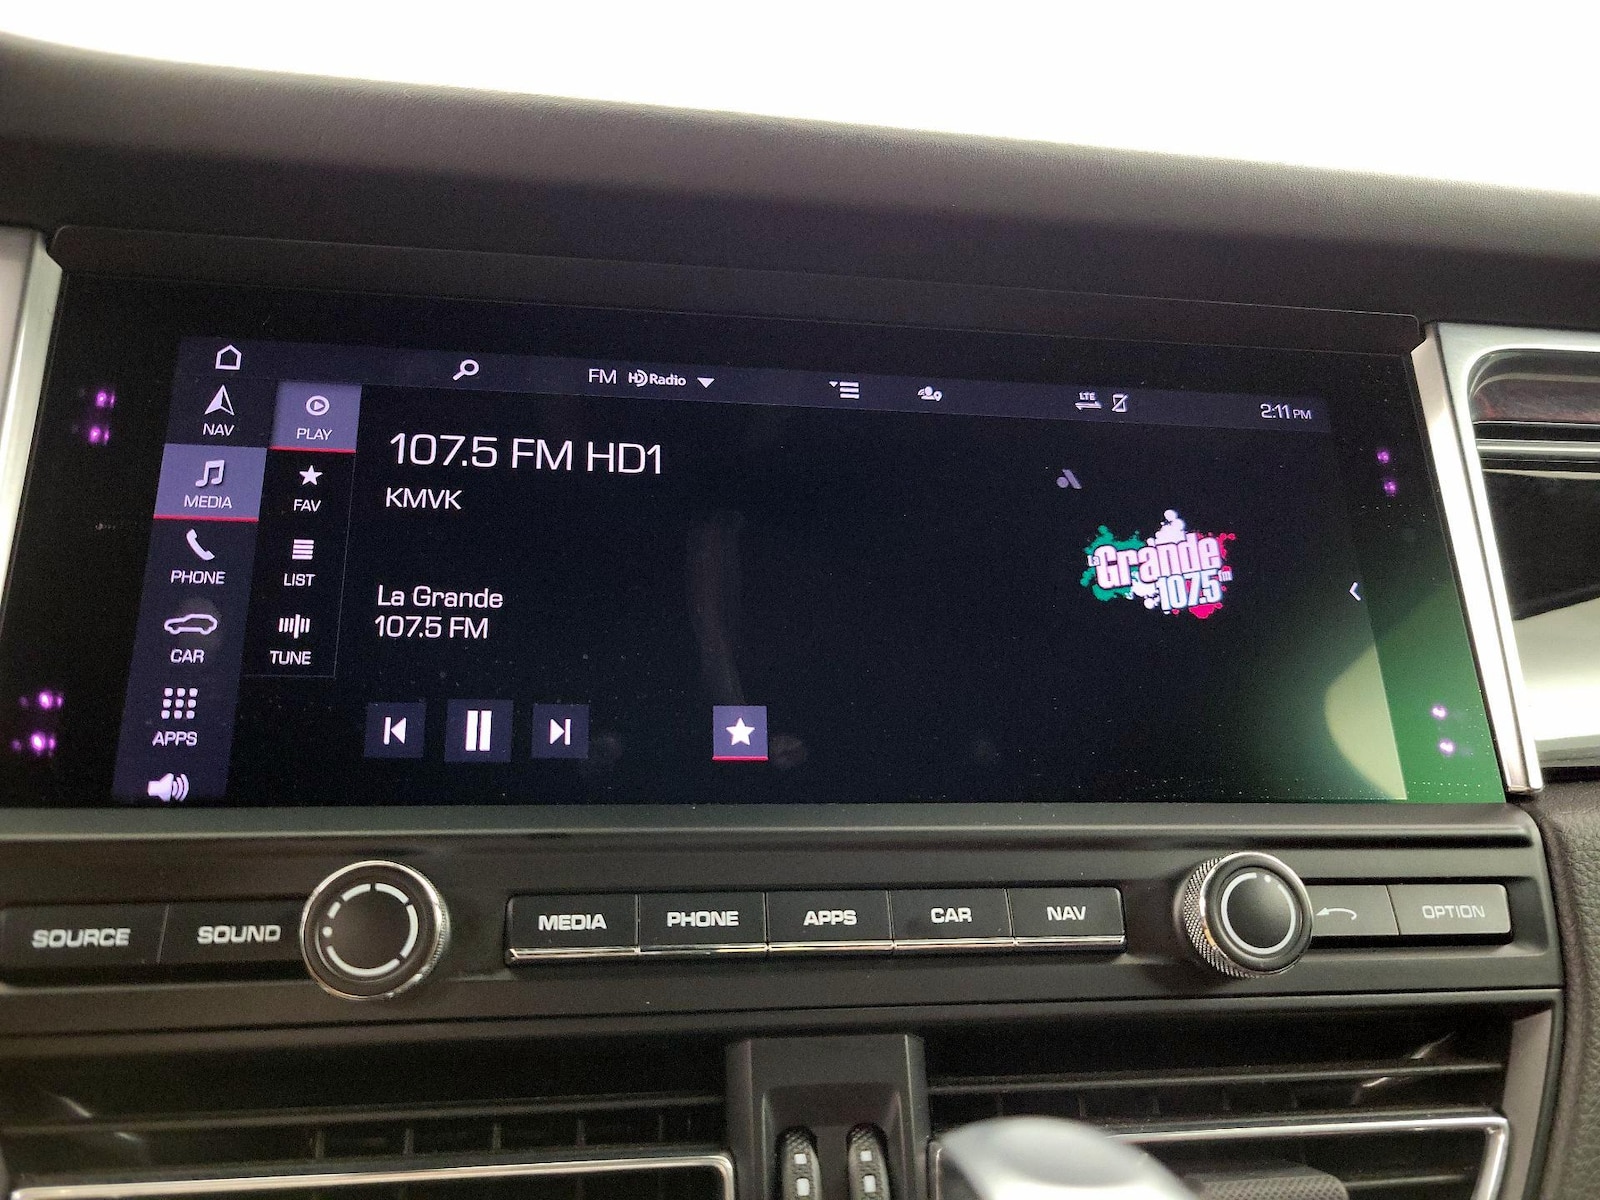 FM HD Radio
LTE
2:11 PM
NAV
PLAY
107.5 FM HD1
KMVK
MEDIA
FAV
PHONE
LIST
La Grande
107.5 FM
La Grande
107.5 fm
CAR
TUNE
APPS
SOURCE
SOUND
MEDIA
PHONE
APPS
CAR
NAV
OPTION